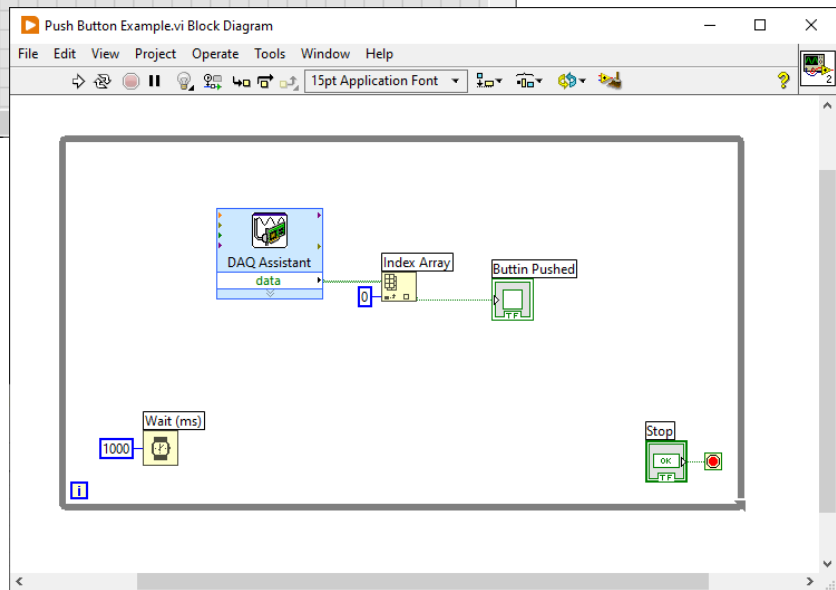 Push Button Example.vi Block Diagram
File Edit View Project Operate Tools Window Help
15pt Application Font
2
DAQ Assistant
data
Index Array
0
Buttin Pushed
TF
Wait (ms)
1000
Stop
OK
TF
i